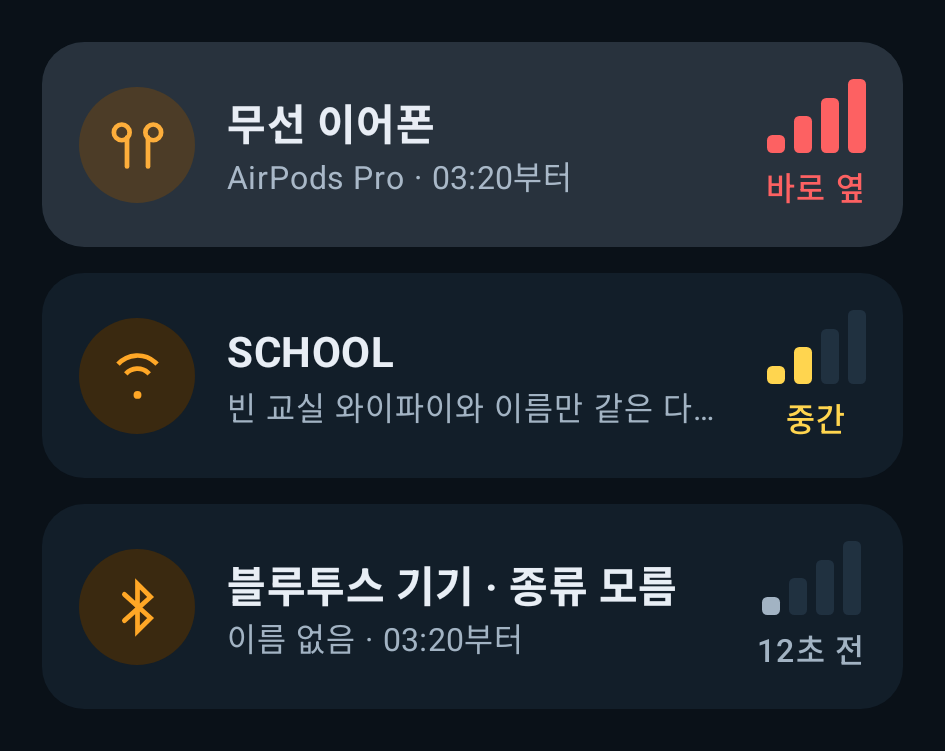 무선 이어폰
AirPods Pro · 03:20부터
바로 옆
SCHOOL
빈 교실 와이파이와 이름만 같은 다...
중간
블루투스 기기 · 종류 모름
이름 없음 · 03:20부터
12초 전